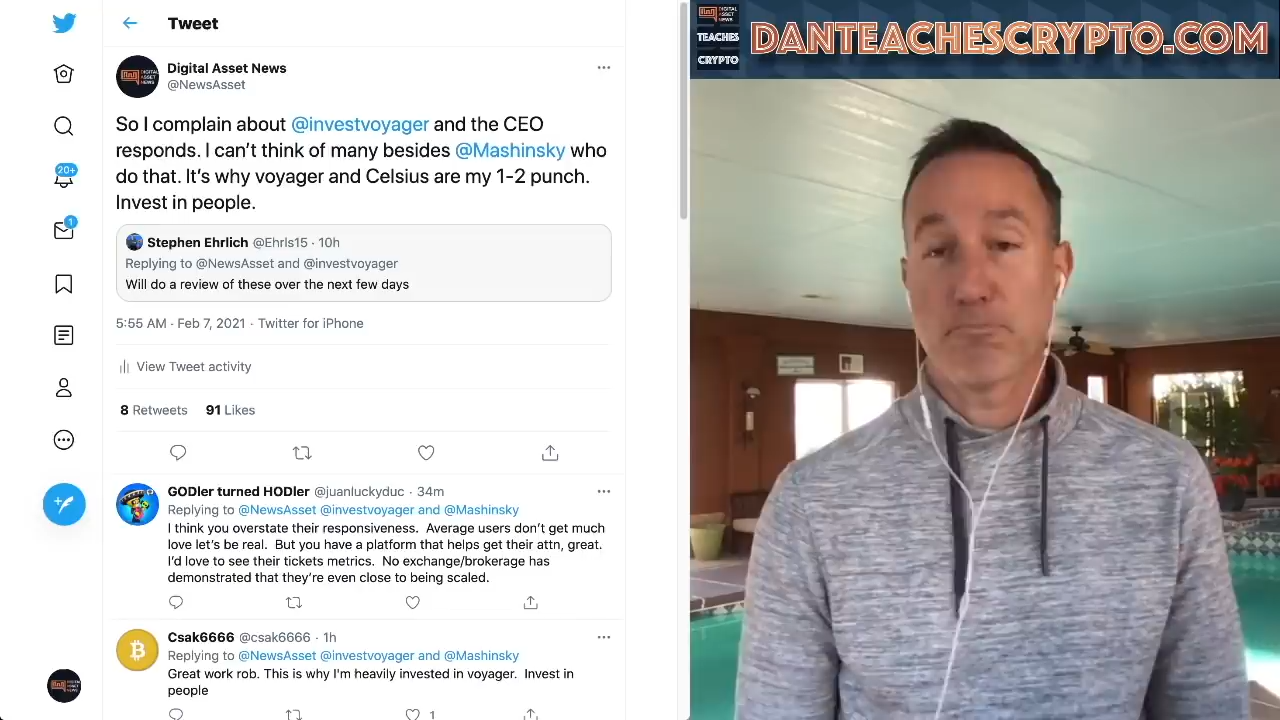 Tweet
Digital Asset News
@NewsAsset
So I complain about @investvoyager and the CEO
responds. I can’t think of many besides @Mashinsky who
do that. It's why voyager and Celsius are my 1-2 punch.
Invest in people.
Stephen Ehrlich @Ehrls15 · 10h
Replying to @NewsAsset and @investvoyager
Will do a review of these over the next few days
5:55 AM · Feb 7, 2021 · Twitter for iPhone
View Tweet activity
8 Retweets 91 Likes
GODler turned HODler @juanluckyduc · 34m
Replying to @NewsAsset @investvoyager and @Mashinsky
I think you overstate their responsiveness. Average users don’t get much
love let’s be real. But you have a platform that helps get their attn, great.
I’d love to see their tickets metrics. No exchange/brokerage has
demonstrated that they’re even close to being scaled.
Csak6666 @csak6666 · 1h
Replying to @NewsAsset @investvoyager and @Mashinsky
Great work rob. This is why I'm heavily invested in voyager. Invest in
people
1
20+
1
DIGITAL
ASSET
NEWS
TEACHES
CRYPTO
DANTEACHESCRYPTO.COM